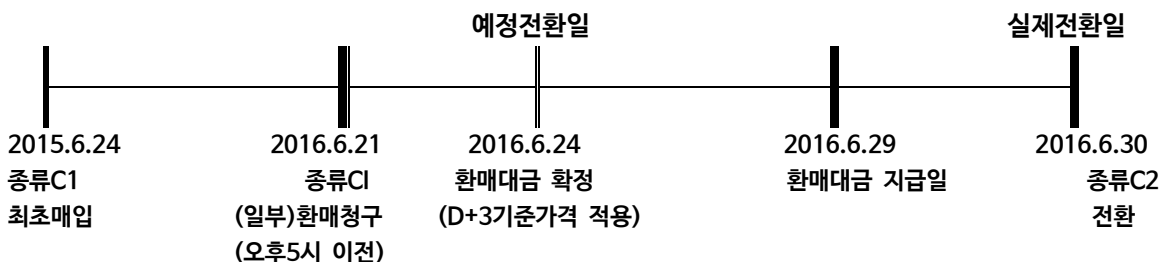 예정전환일 실제전환일
2015.6.24 2016.6.21 2016.6.24 2016.6.29 2016.6.30
종류C1 종류CI 환매대금 확정 환매대금 지급일 종류C2
최초매입 (일부)환매청구 (D+3기준가격 적용) 전환
(오후5시 이전)